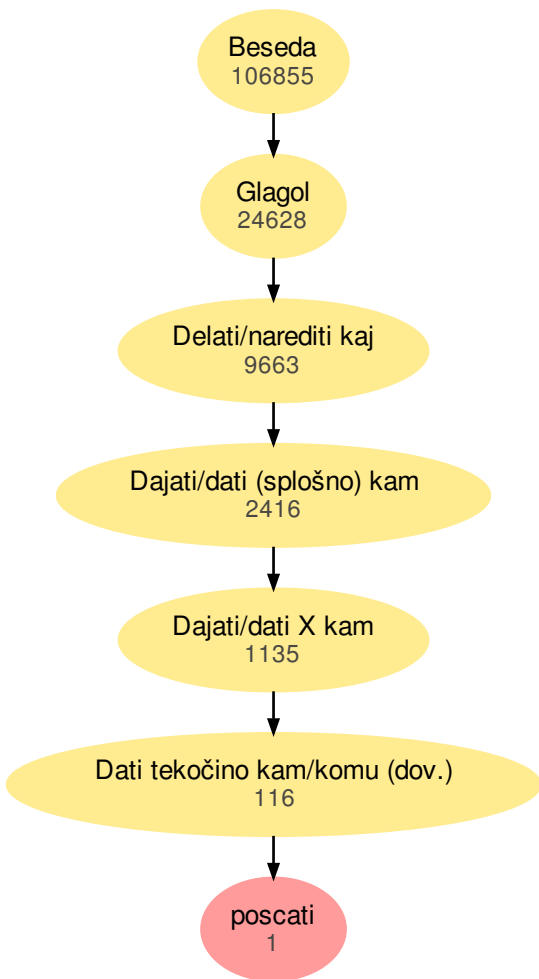 Beseda
106855
Glagol
24628
Delati/narediti kaj
9663
Dajati/dati (splošno) kam
2416
Dajati/dati X kam
1135
Dati tekočino kam/komu (dov.)
116
poscati
1